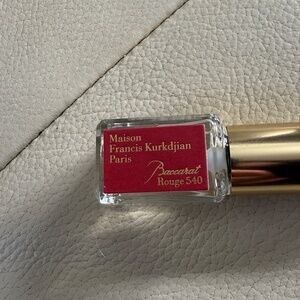 Maison
Francis Kurkdjian
Paris
Baccarat
Rouge 540